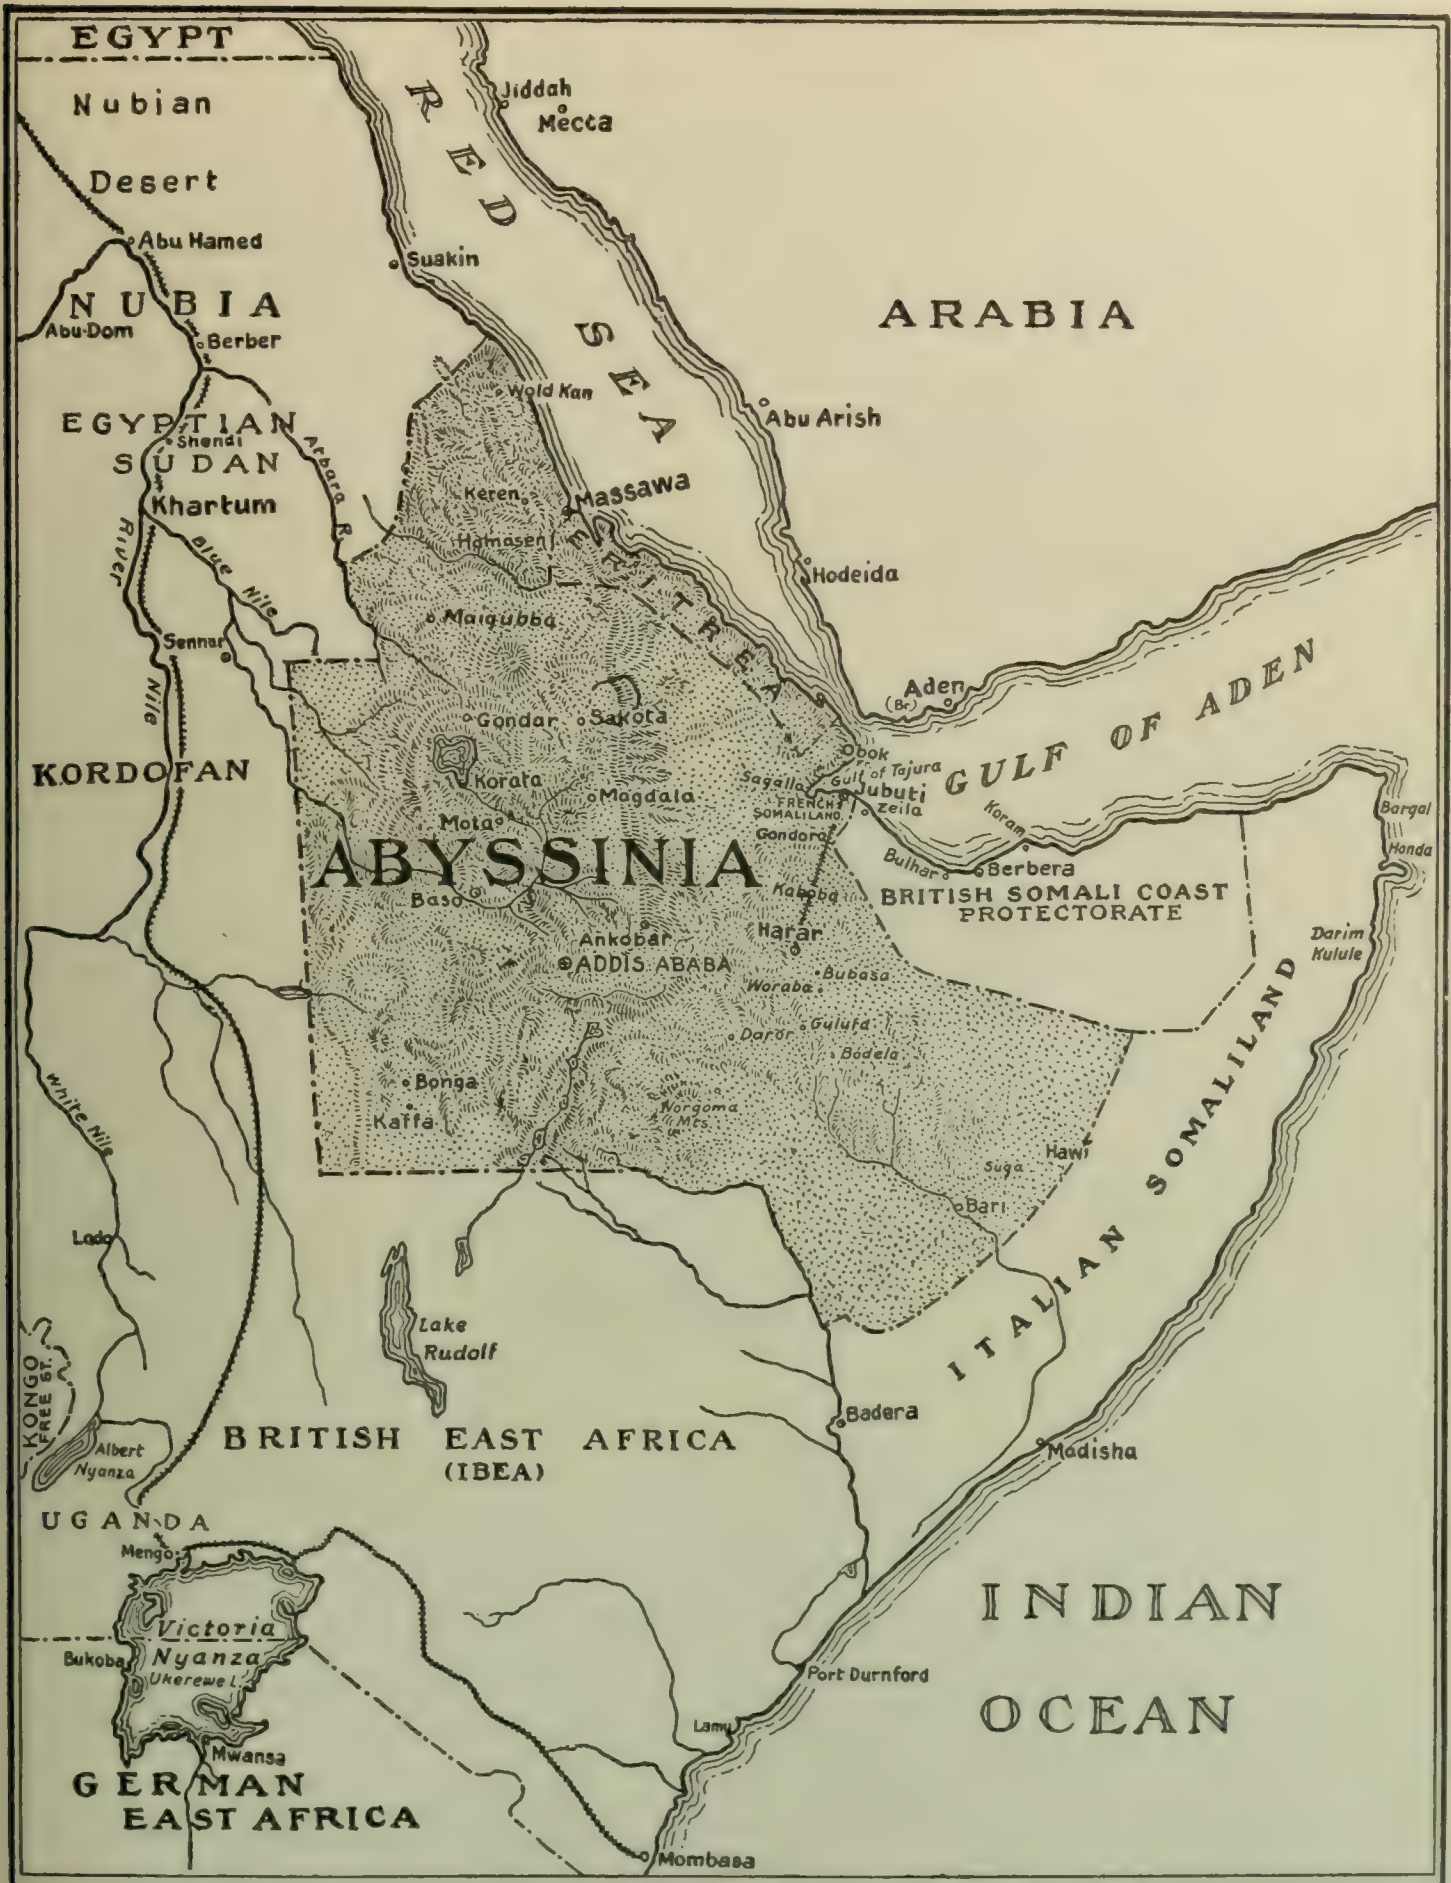 EGYPT
Nubian
Desert
Jiddah
Mecca
RED SEA
Abu Hamed
Suakin
NUBIA
Abu-Dom
Berber
ARABIA
Wold Kan
Abu Arish
EGYPTIAN
SUDAN
Shendi
Atbara R.
Khartum
Keren
Massawa
River
Nile
Blue Nile
Hamasen
ERITREA
Hodeida
Maigubba
Sennar
Aden
(Br)
GULF OF ADEN
Gondar
Sakota
KORDOFAN
Obok
Gulf of Tajura
Sagallo
Jubuti
Korata
Magdala
FRENCH
SOMALILAND
Zeila
Mota
Gondora
Koram
Bargal
Honda
ABYSSINIA
Bulhar
Berbera
Baso
Kaboba
BRITISH SOMALI COAST
PROTECTORATE
Ankobar
Harar
Darim
Kulule
ADDIS ABABA
Bubasa
Woraba
Daror
Gulufa
Bodela
Bonga
Kaffa
Worgoma
Mts.
White Nile
Hawi
Suga
Bari
ITALIAN SOMALILAND
Lado
Lake
Rudolf
KONGO
FREE ST.
BRITISH EAST AFRICA
(IBEA)
Badera
Albert
Nyanza
Madisha
UGANDA
Mengo
INDIAN
OCEAN
Victoria
Nyanza
Bukoba
Ukerewe I.
Port Durnford
Lamu
Mwansa
GERMAN
EAST AFRICA
Mombasa